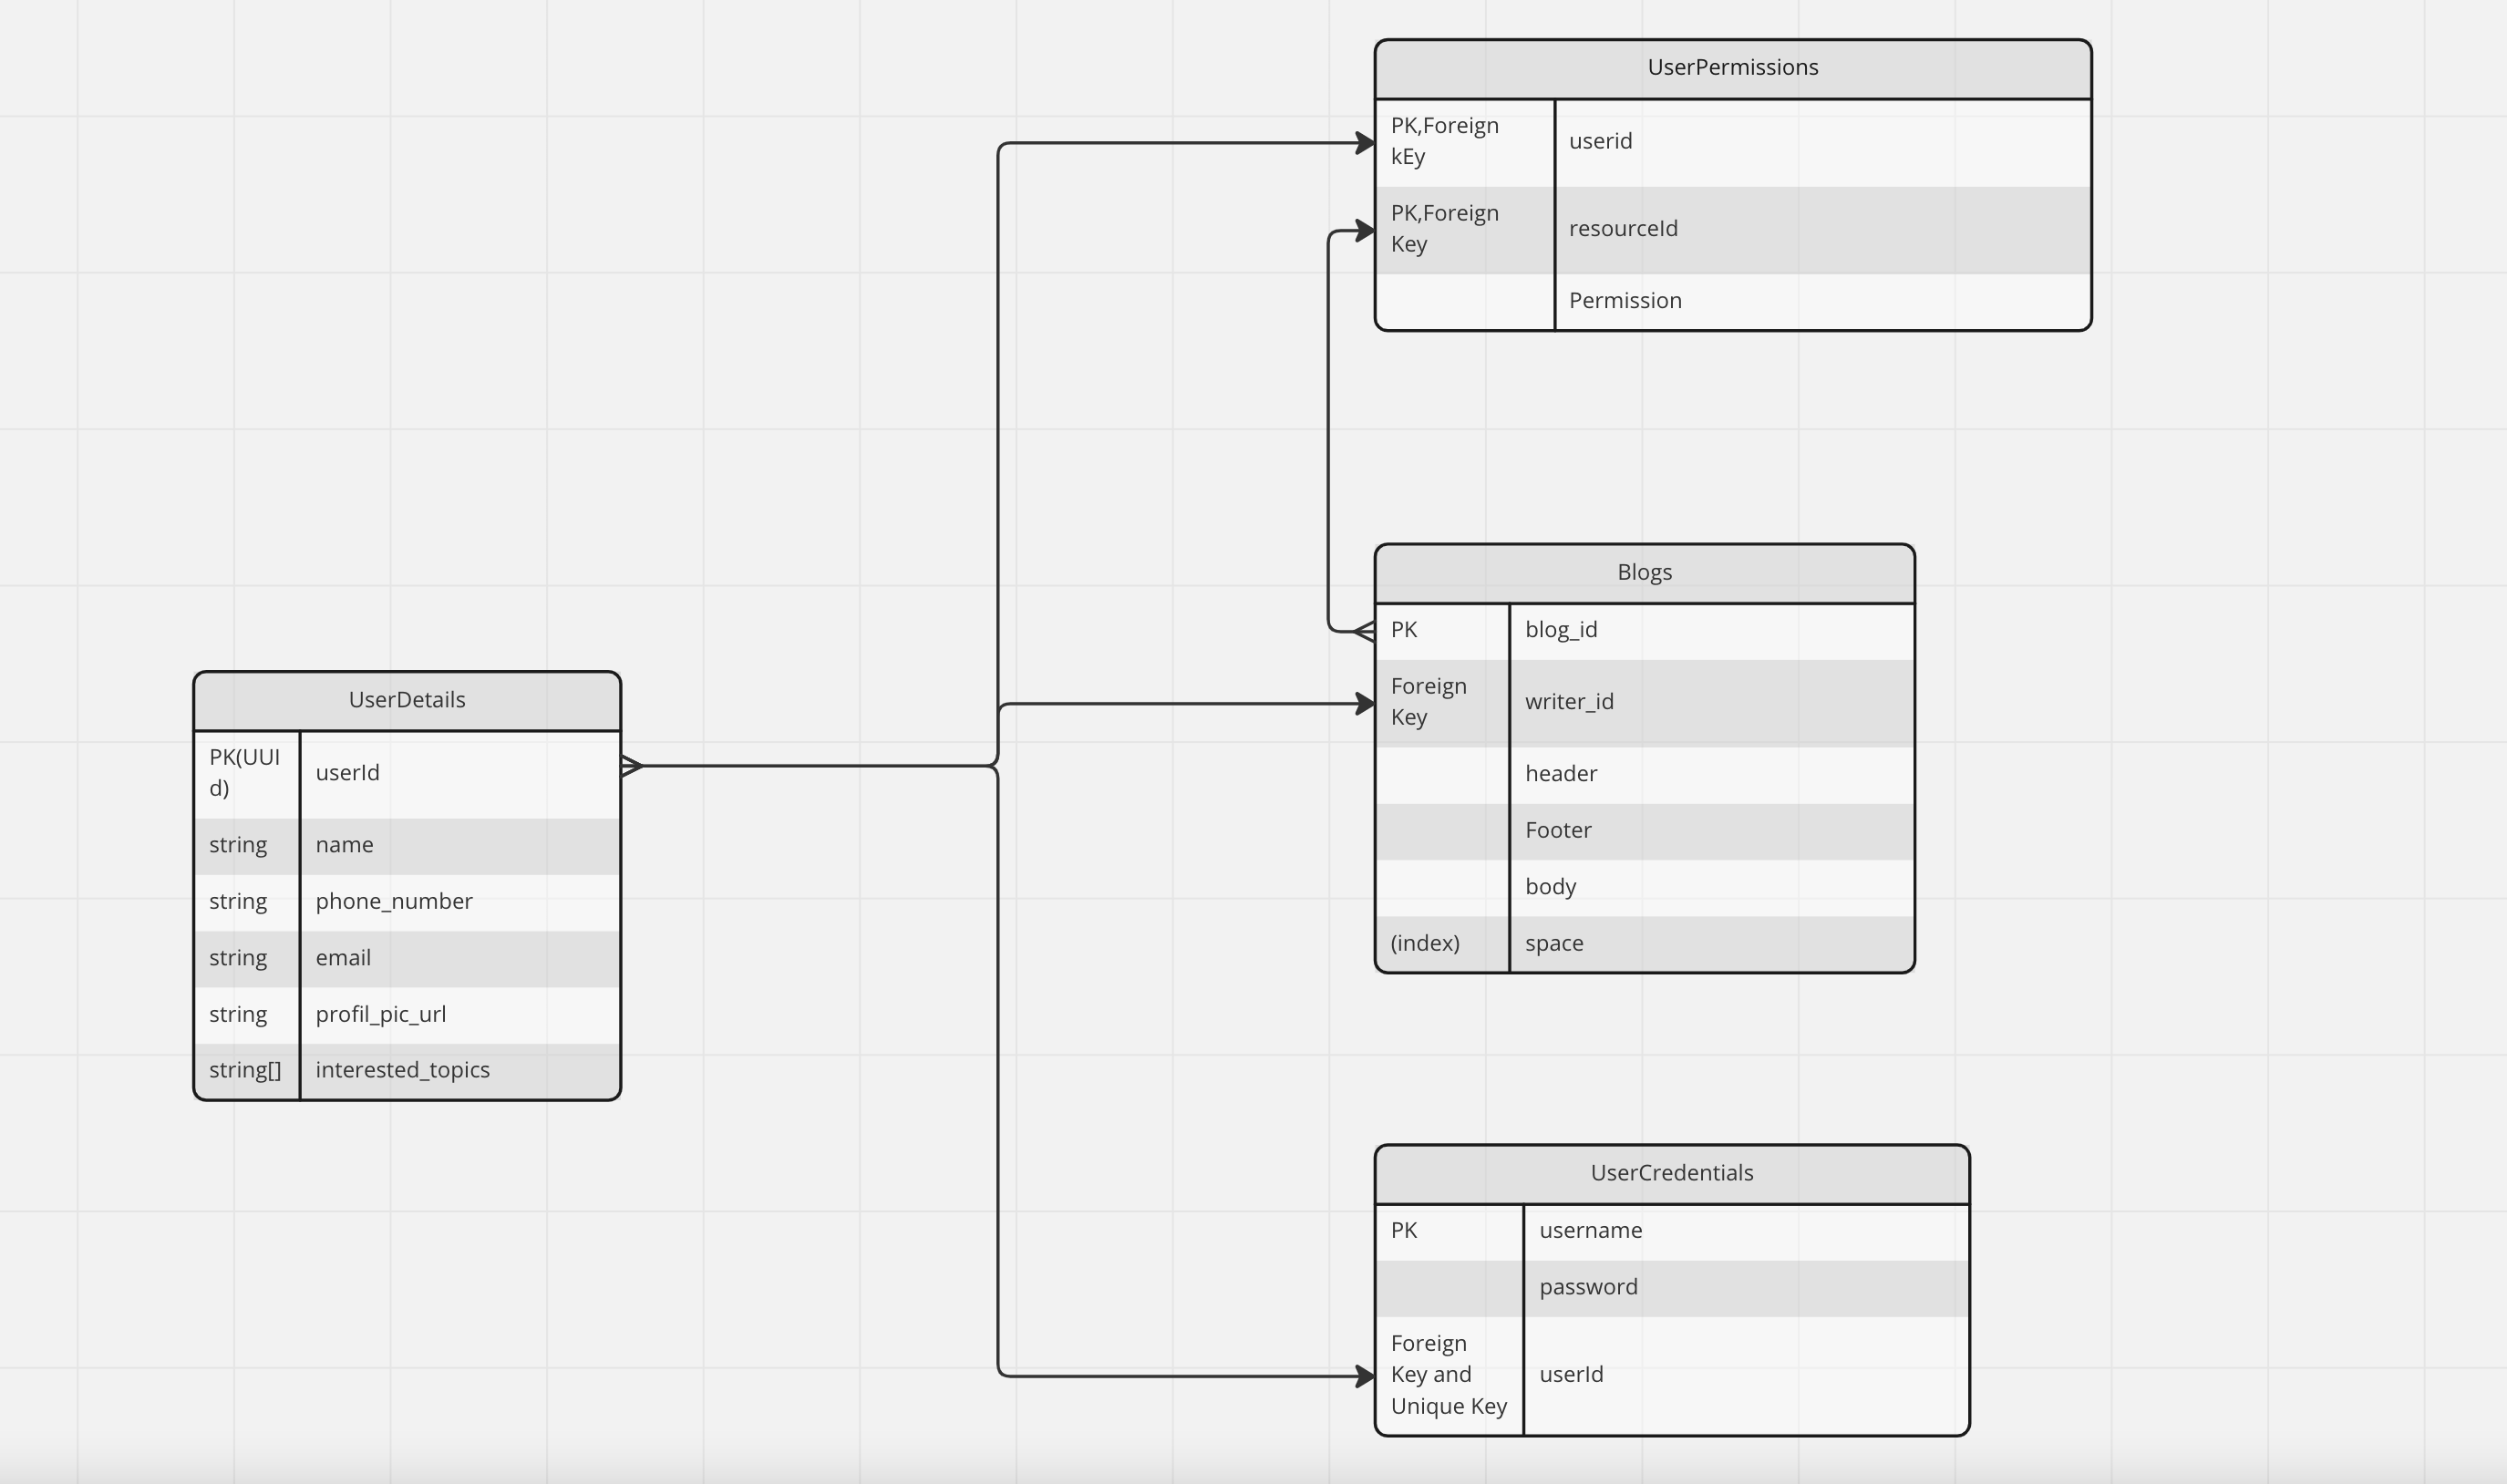 UserPermissions
PK,Foreign
kEy
userid
PK,Foreign
Key
resourceId
Permission
Blogs
PK
blog_id
Foreign
Key
writer_id
header
Footer
body
(index)
space
UserDetails
PK(UUI
d)
userId
string
name
string
phone_number
string
email
string
profil_pic_url
string[]
interested_topics
UserCredentials
PK
username
password
Foreign
Key and
Unique Key
userId